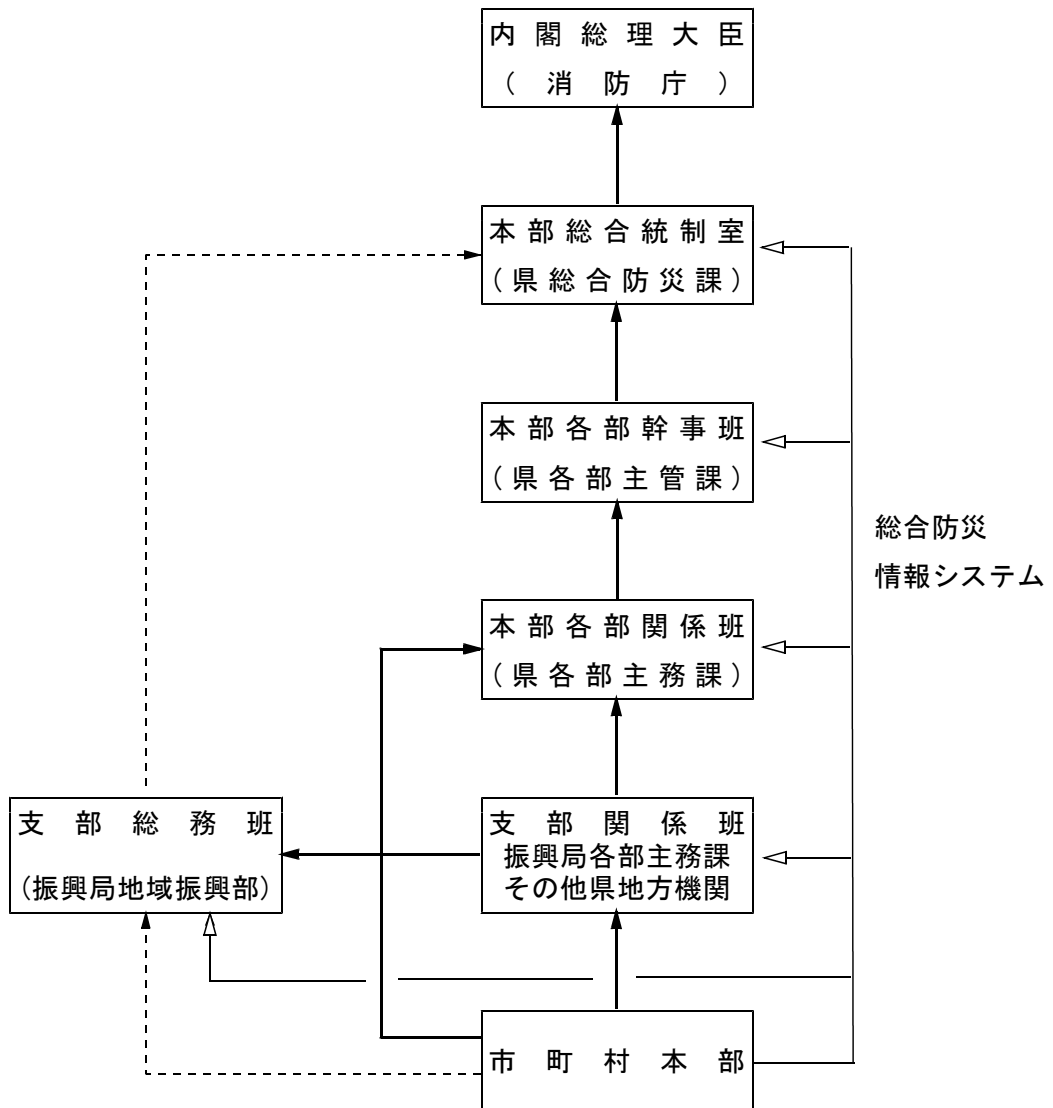 内閣総理大臣
（消防庁）
本部総合統制室
（県総合防災課）
本部各部幹事班
（県各部主管課）
総合防災
情報システム
本部各部関係班
（県各部主務課）
支部総務班
（振興局地域振興部）
支部関係班
振興局各部主務課
その他県地方機関
市町村本部